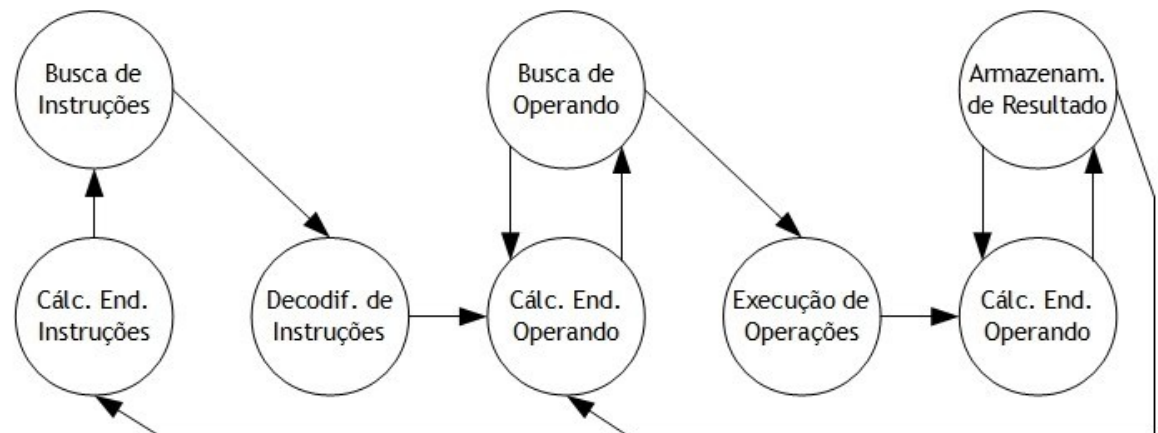 Busca de
Instruções
Busca de
Operando
Armazenam.
de Resultado
Cálc. End.
Instruções
Decodif. de
Instruções
Cálc. End.
Operando
Execução de
Operações
Cálc. End.
Operando